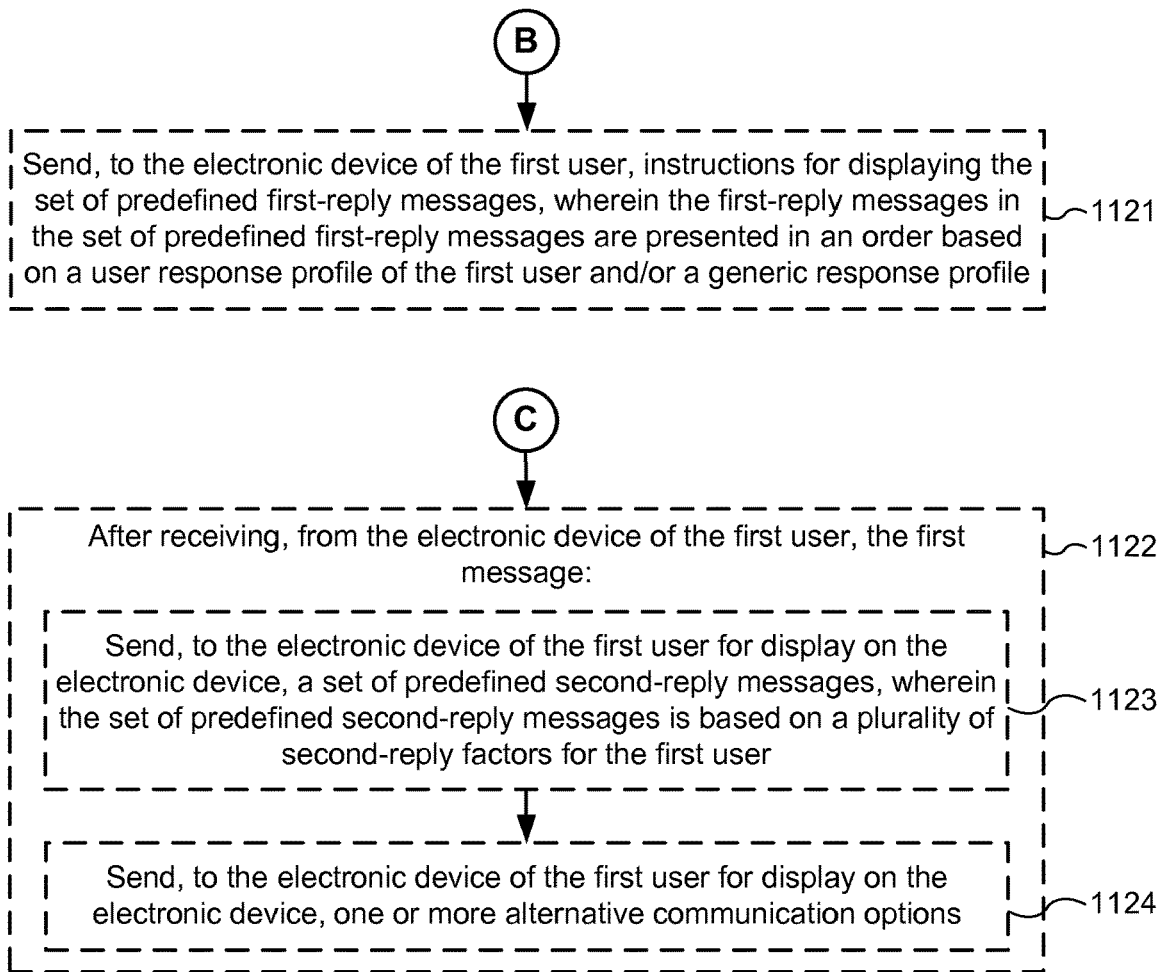 B
Send, to the electronic device of the first user, instructions for displaying the
set of predefined first-reply messages, wherein the first-reply messages in
the set of predefined first-reply messages are presented in an order based
on a user response profile of the first user and/or a generic response profile
1121
C
After receiving, from the electronic device of the first user, the first
message:
1122
Send, to the electronic device of the first user for display on the
electronic device, a set of predefined second-reply messages, wherein
the set of predefined second-reply messages is based on a plurality of
second-reply factors for the first user
1123
Send, to the electronic device of the first user for display on the
electronic device, one or more alternative communication options
1124